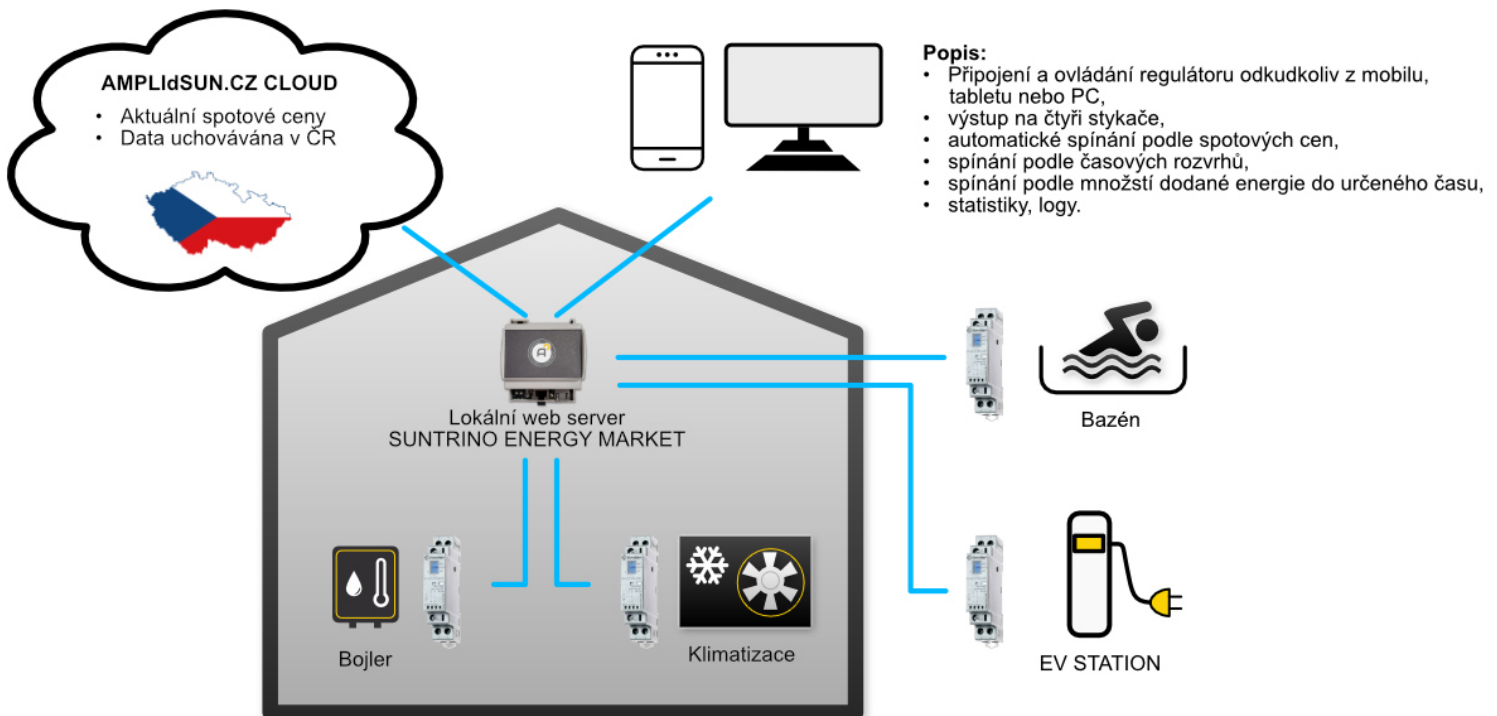 AMPLIdSUN.CZ CLOUD
• Aktuální spotové ceny
• Data uchovávána v ČR
Popis:
• Připojení a ovládání regulátoru odkudkoliv z mobilu,
tabletu nebo PC,
• výstup na čtyři stykače,
• automatické spínání podle spotových cen,
• spínání podle časových rozvrhů,
• spínání podle množstí dodané energie do určeného času,
• statistiky, logy.
Lokální web server
SUNTRINO ENERGY MARKET
Bazén
Bojler
Klimatizace
EV STATION